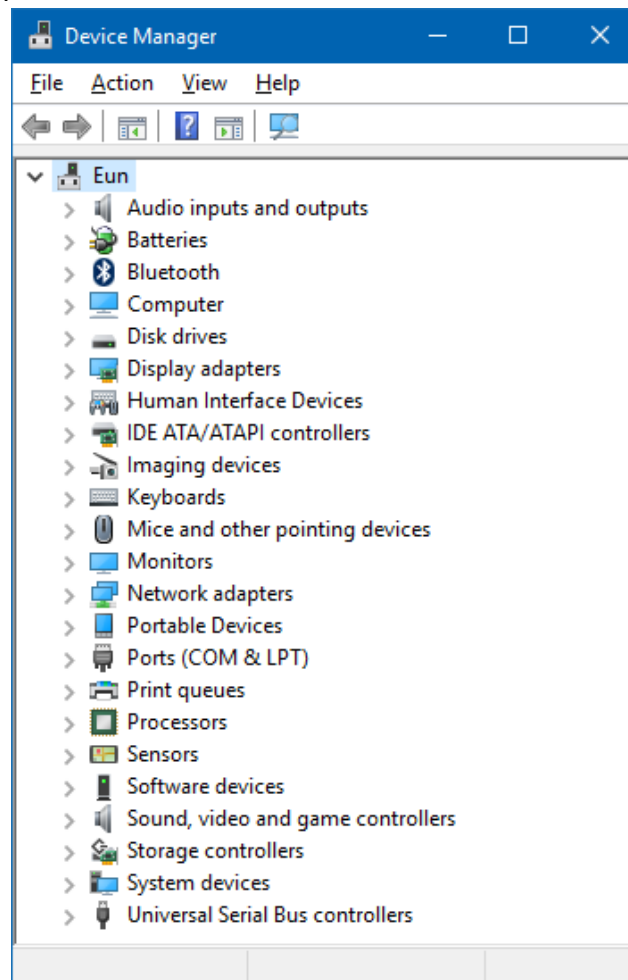 Device Manager
File Action View Help
Eun
Audio inputs and outputs
Batteries
Bluetooth
Computer
Disk drives
Display adapters
Human Interface Devices
IDE ATA/ATAPI controllers
Imaging devices
Keyboards
Mice and other pointing devices
Monitors
Network adapters
Portable Devices
Ports (COM & LPT)
Print queues
Processors
Sensors
Software devices
Sound, video and game controllers
Storage controllers
System devices
Universal Serial Bus controllers